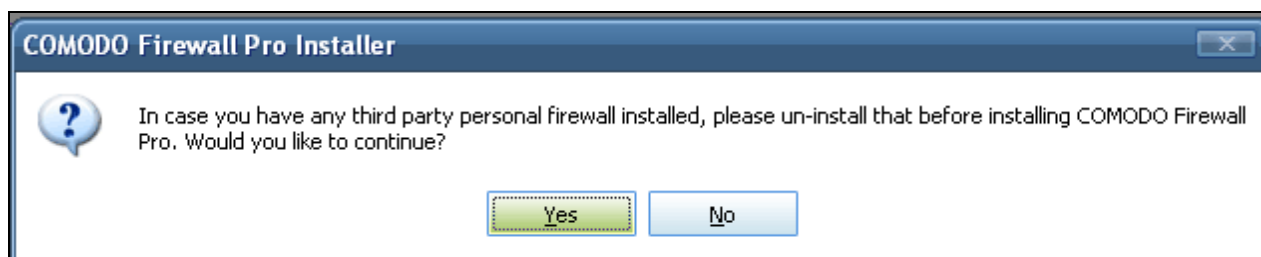 COMODO Firewall Pro Installer
In case you have any third party personal firewall installed, please un-install that before installing COMODO Firewall
Pro. Would you like to continue?
Yes No